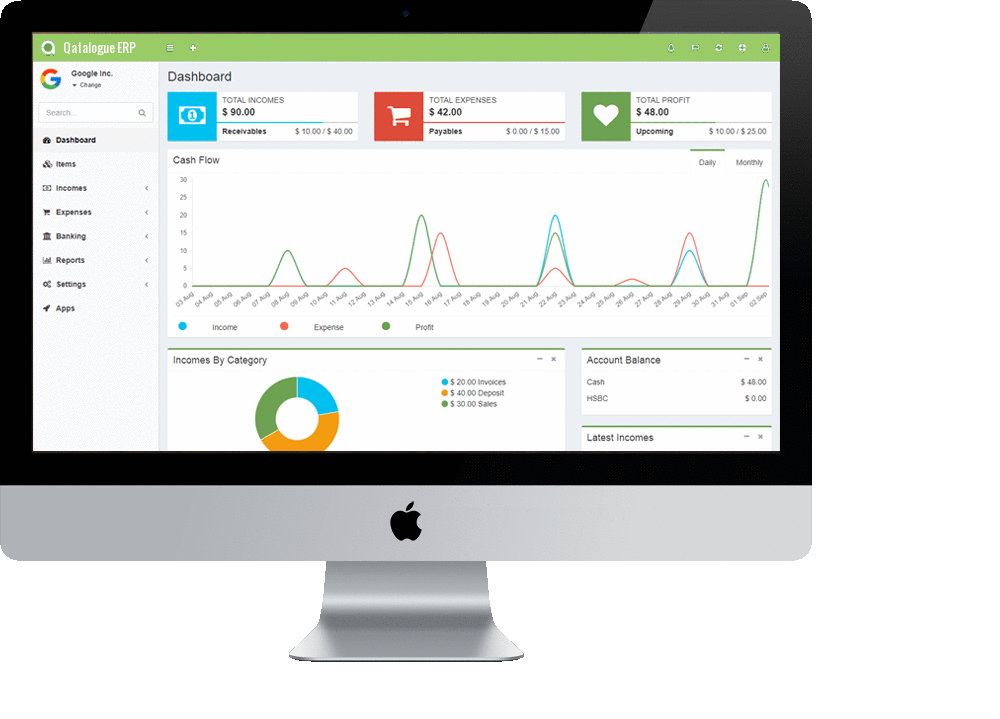 Qatalogue ERP
Google Inc.
Change
Search...
Dashboard
Items
Incomes
Expenses
Banking
Reports
Settings
Apps
Dashboard
TOTAL INCOMES
$ 90.00
Receivables $ 10.00 / $ 40.00
TOTAL EXPENSES
$ 42.00
Payables $ 0.00 / $ 15.00
TOTAL PROFIT
$ 48.00
Upcoming $ 10.00 / $ 25.00
Cash Flow
Daily Monthly
30
25
20
15
10
5
0
03 Aug 04 Aug 05 Aug 06 Aug 07 Aug 08 Aug 09 Aug 10 Aug 11 Aug 12 Aug 13 Aug 14 Aug 15 Aug 16 Aug 17 Aug 18 Aug 19 Aug 20 Aug 21 Aug 22 Aug 23 Aug 24 Aug 25 Aug 26 Aug 27 Aug 28 Aug 29 Aug 30 Aug 31 Aug 01 Sep 02 Sep
Income Expense Profit
Incomes By Category
$ 20.00 Invoices
$ 40.00 Deposit
$ 30.00 Sales
Account Balance
Cash $ 48.00
HSBC $ 0.00
Latest Incomes